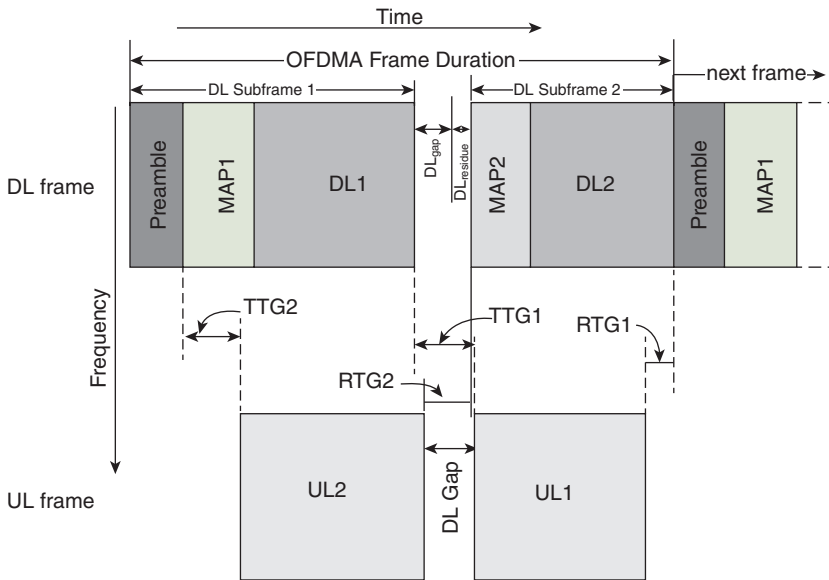 Time
OFDMA Frame Duration
next frame
DL Subframe 1
DL Subframe 2
DL frame
Preamble
MAP1
DL1
DLgap
DLresidue
MAP2
DL2
Preamble
MAP1
Frequency
TTG2
TTG1
RTG1
RTG2
UL frame
UL2
DL Gap
UL1